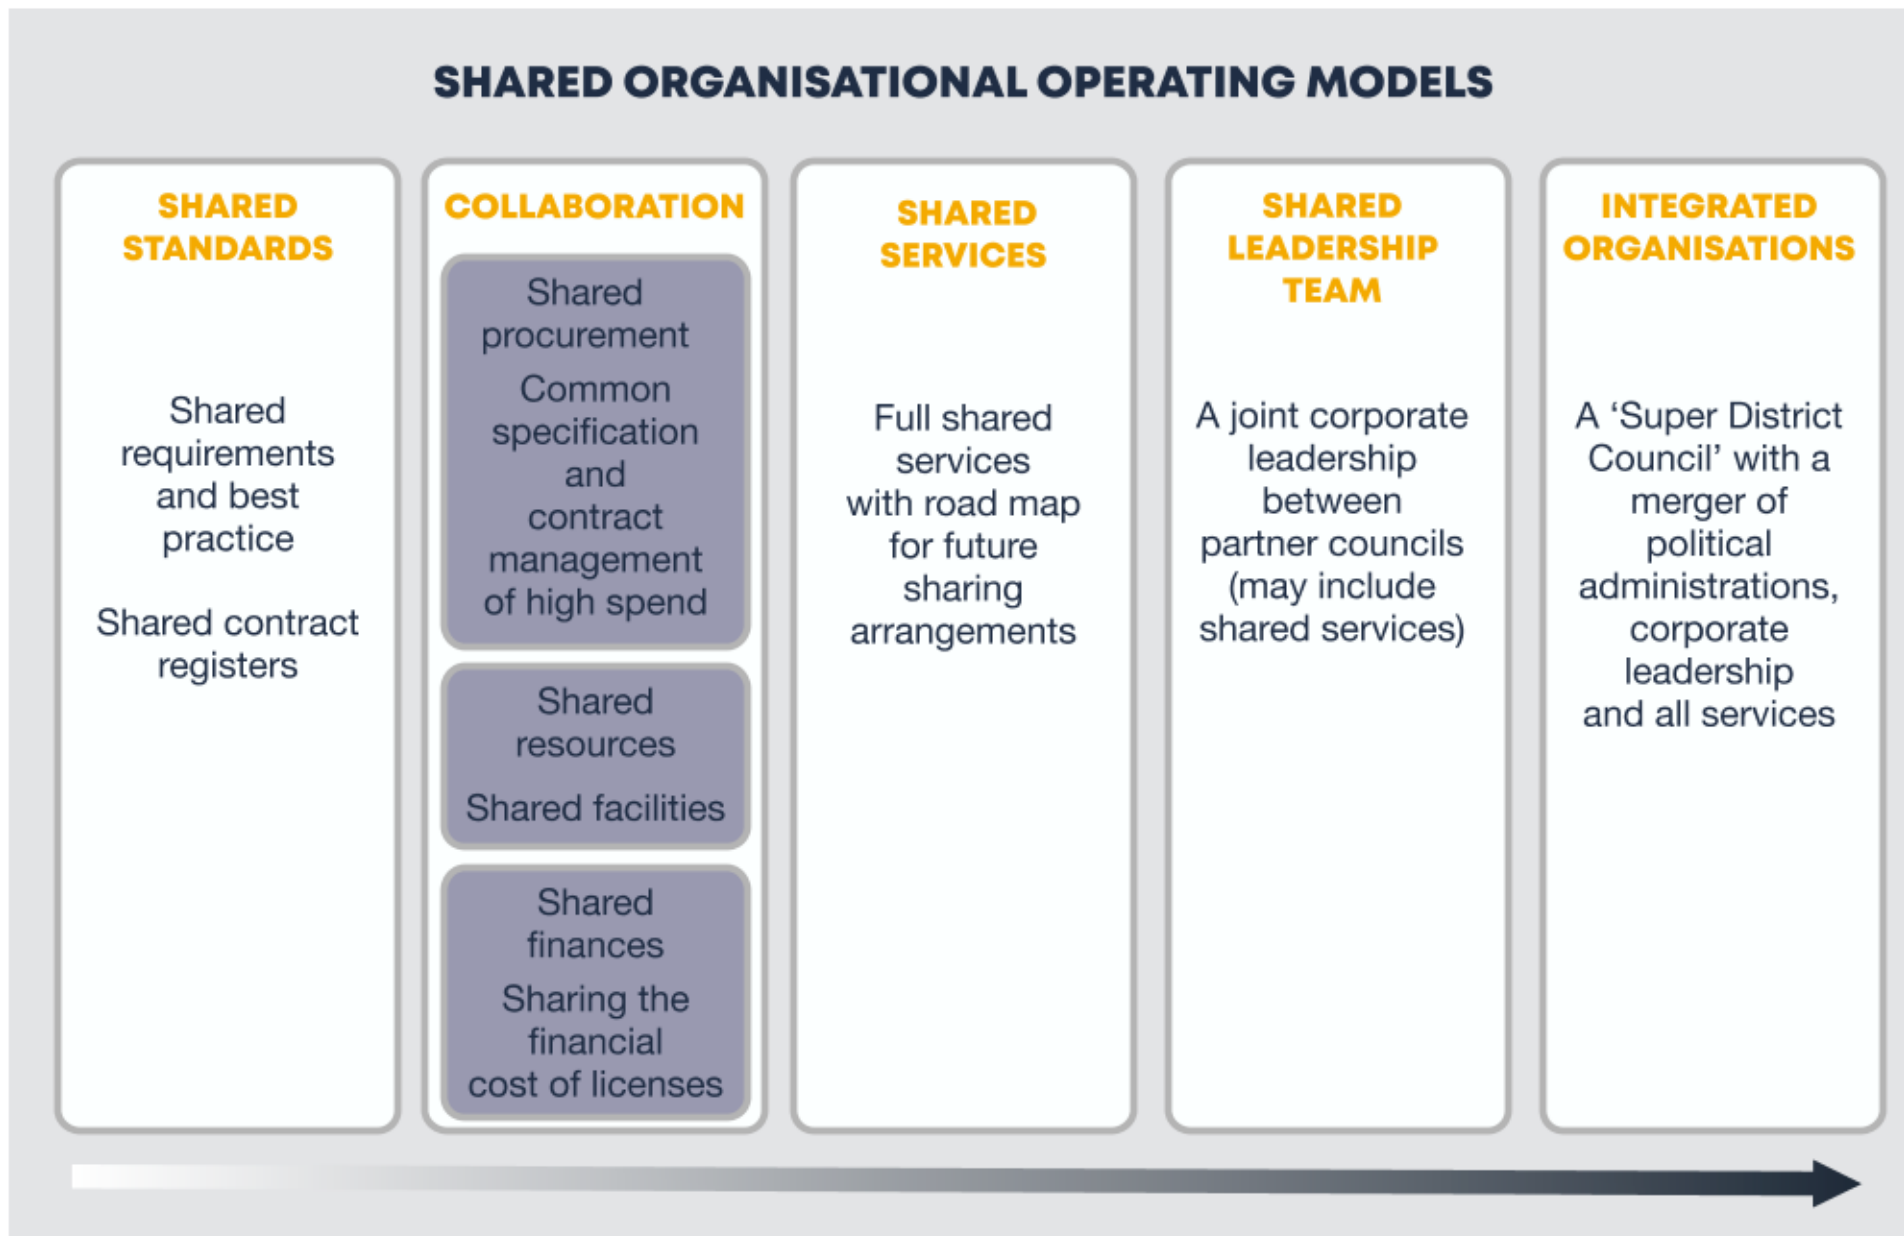 SHARED ORGANISATIONAL OPERATING MODELS
SHARED
STANDARDS
Shared
requirements
and best
practice
Shared contract
registers
COLLABORATION
Shared
procurement
Common
specification
and
contract
management
of high spend
Shared
resources
Shared facilities
Shared
finances
Sharing the
financial
cost of licenses
SHARED
SERVICES
Full shared
services
with road map
for future
sharing
arrangements
SHARED
LEADERSHIP
TEAM
A joint corporate
leadership
between
partner councils
(may include
shared services)
INTEGRATED
ORGANISATIONS
A ‘Super District
Council’ with a
merger of
political
administrations,
corporate
leadership
and all services